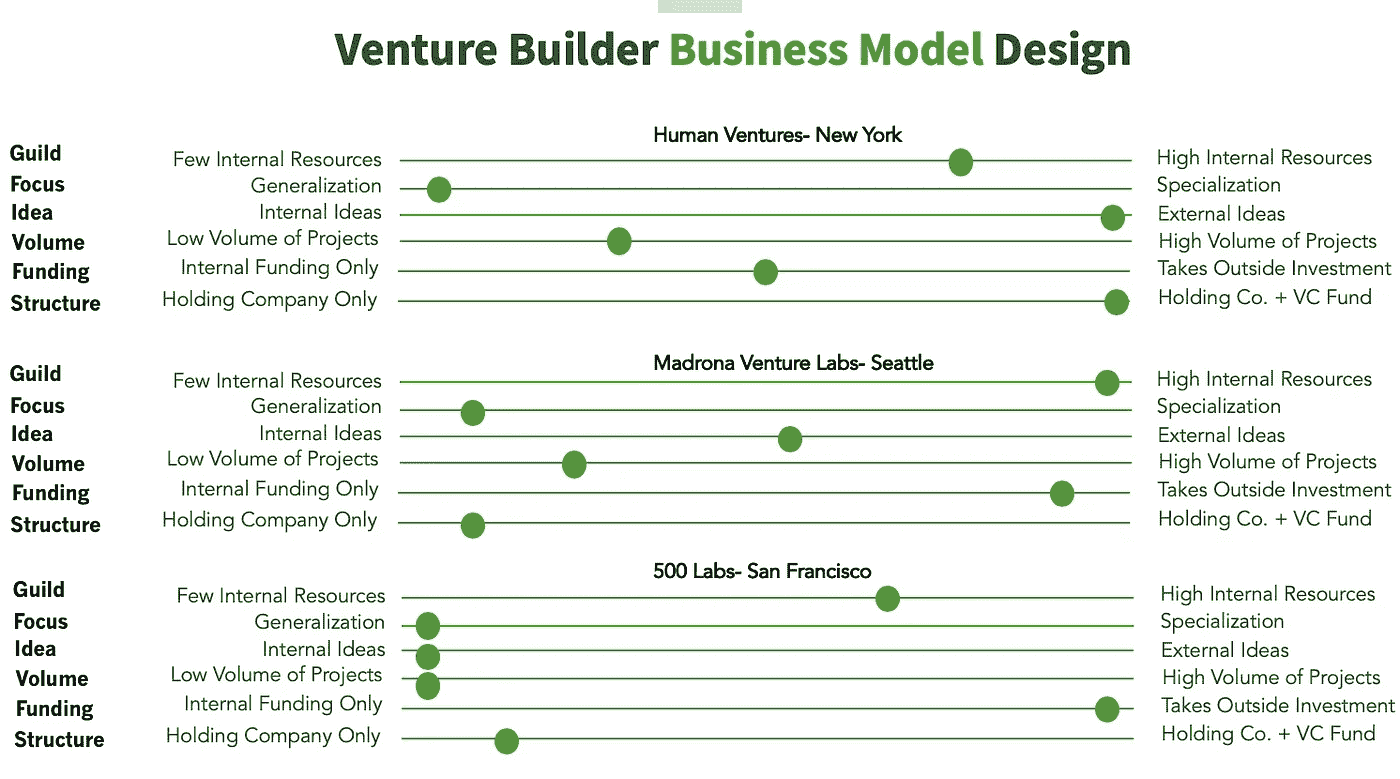 Venture Builder Business Model Design
Human Ventures- New York
Guild Few Internal Resources High Internal Resources
Focus Generalization Specialization
Idea Internal Ideas External Ideas
Volume Low Volume of Projects High Volume of Projects
Funding Internal Funding Only Takes Outside Investment
Structure Holding Company Only Holding Co. + VC Fund
Madrona Venture Labs- Seattle
Guild Few Internal Resources High Internal Resources
Focus Generalization Specialization
Idea Internal Ideas External Ideas
Volume Low Volume of Projects High Volume of Projects
Funding Internal Funding Only Takes Outside Investment
Structure Holding Company Only Holding Co. + VC Fund
500 Labs- San Francisco
Guild Few Internal Resources High Internal Resources
Focus Generalization Specialization
Idea Internal Ideas External Ideas
Volume Low Volume of Projects High Volume of Projects
Funding Internal Funding Only Takes Outside Investment
Structure Holding Company Only Holding Co. + VC Fund